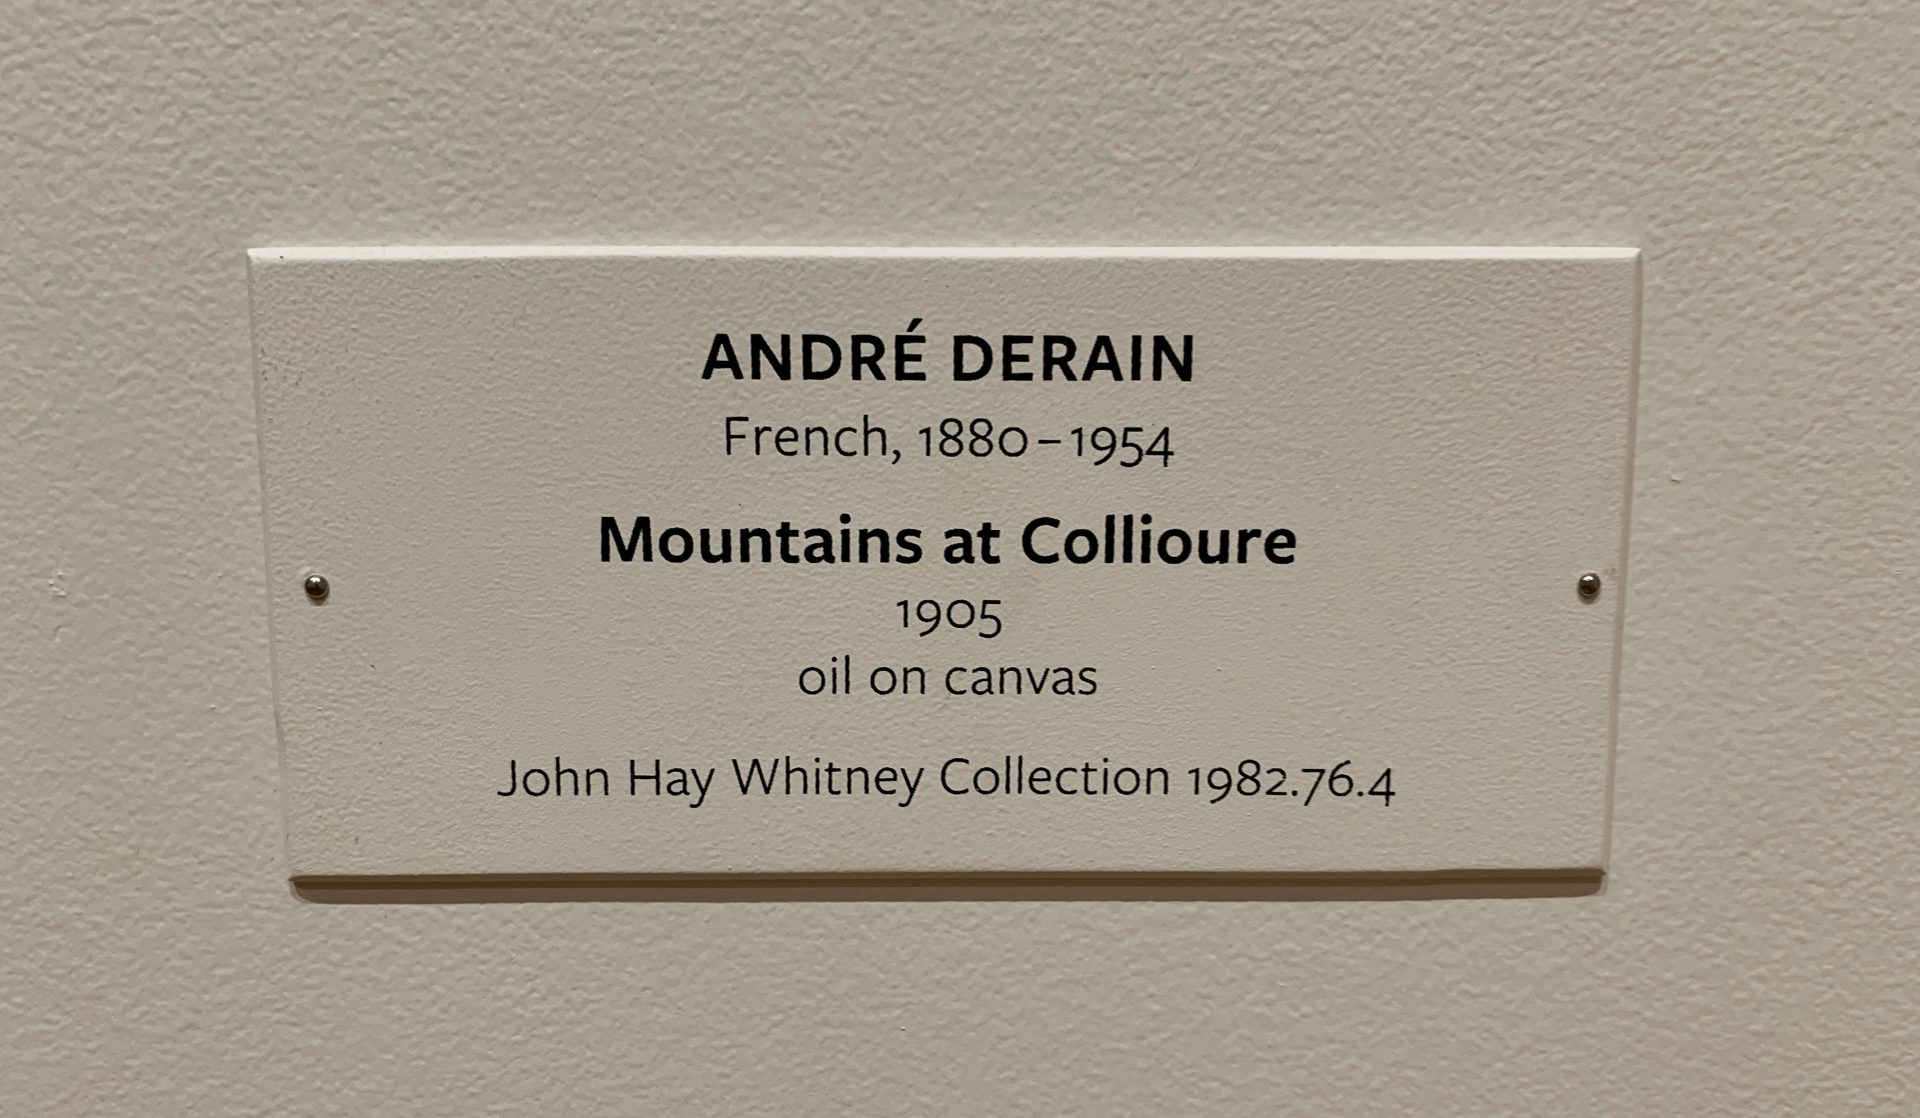 ANDRÉ DERAIN
French, 1880–1954
Mountains at Collioure
1905
oil on canvas
John Hay Whitney Collection 1982.76.4